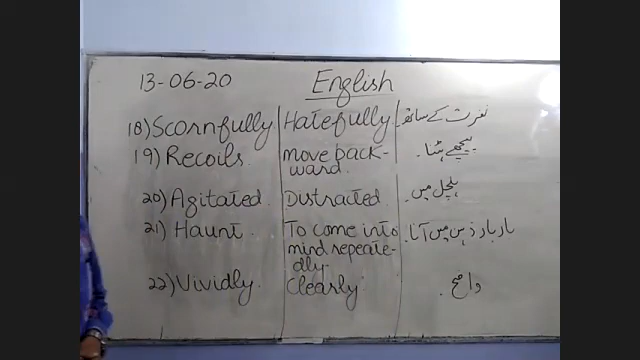 13-06-20 English
18) Scornfully Hatefully نفرت کے ساتھ۔
19) Recoils move back-
ward. پیچھے ہٹنا۔
20) Agitated Distracted ہلچل میں۔
21) Haunt To come into بار بار ذہن میں آنا۔
mind repeate-
dly.
22) Vividly Clearly واضح۔